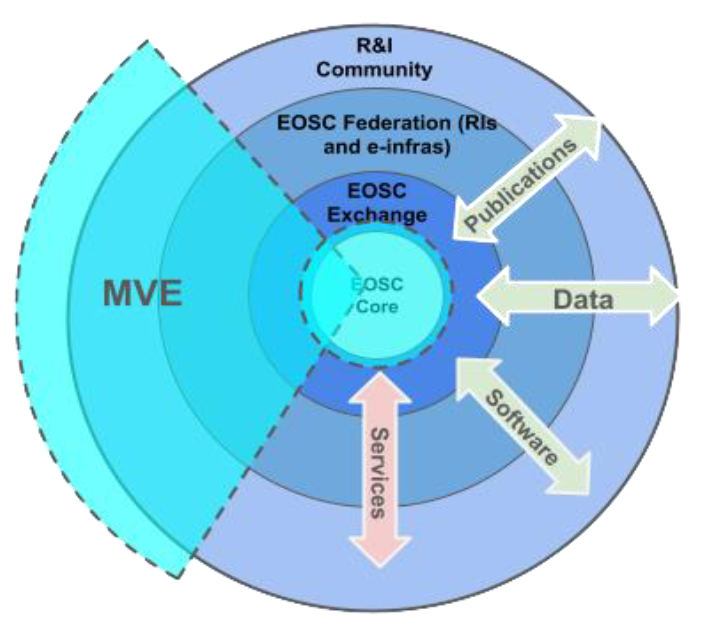 R&I
Community
EOSC Federation (RIs
and e-infras)
EOSC
Exchange
Publications
MVE
EOSC
Core
Data
Software
Services